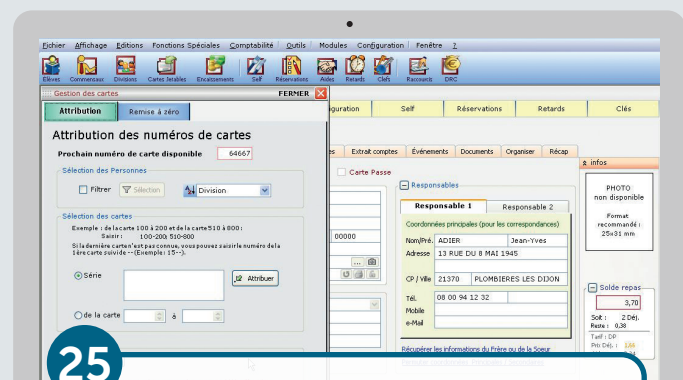 Fichier Affichage Editions Fonctions Spéciales Comptabilité Outils Modules Configuration Fenêtre ?
Elèves Commensaux Divisions Cartes Jetables Encaissements Self Réservations Aides Retards Clefs Raccourcis DRC
Gestion des cartes FERMER
Attribution Remise à zéro
Attribution des numéros de cartes
Prochain numéro de carte disponible 64667
Sélection des Personnes
Filtrer Sélection Division
Sélection des cartes
Exemple : de la carte 100 à 200 et de la carte 510 à 800 :
Saisir : 100-200; 510-800
Si la dernière carte n'est pas connue, vous pouvez saisir le numéro de la
1ère carte suivi de -- (Exemple : 15--).
Série Attribuer
de la carte à
iguration Self Réservations Retards Clés
es Extrait comptes Événements Documents Organiser Récap
Carte Passe
00000
Responsables
Responsable 1 Responsable 2
Coordonnées principales (pour les correspondances)
Nom/Pré. ADIER Jean-Yves
Adresse 13 RUE DU 8 MAI 1945
CP / Ville 21370 PLOMBIERES LES DIJON
Tél. 08 00 94 12 32
Mobile
e-Mail
Récupérer les informations du Frère ou de la Soeur
infos
PHOTO
non disponible
Format
recommandé :
25x31 mm
Solde repas
3,70
Soit : 2 Déj.
Reste : 0,38
Tarif : DP
Prix Déj. : 1,66
25